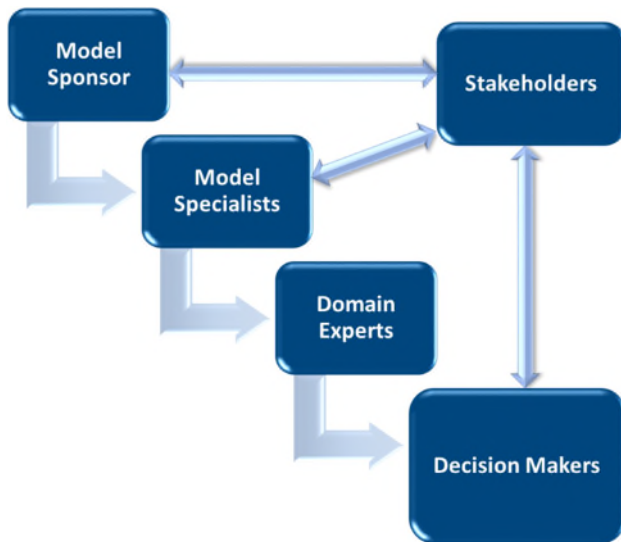 Model
Sponsor
Stakeholders
Model
Specialists
Domain
Experts
Decision Makers